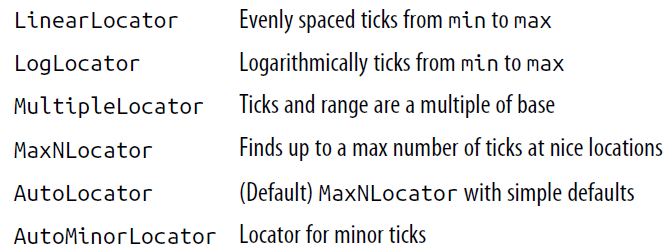 LinearLocator Evenly spaced ticks from min to max
LogLocator Logarithmically ticks from min to max
MultipleLocator Ticks and range are a multiple of base
MaxNLocator Finds up to a max number of ticks at nice locations
AutoLocator (Default) MaxNLocator with simple defaults
AutoMinorLocator Locator for minor ticks